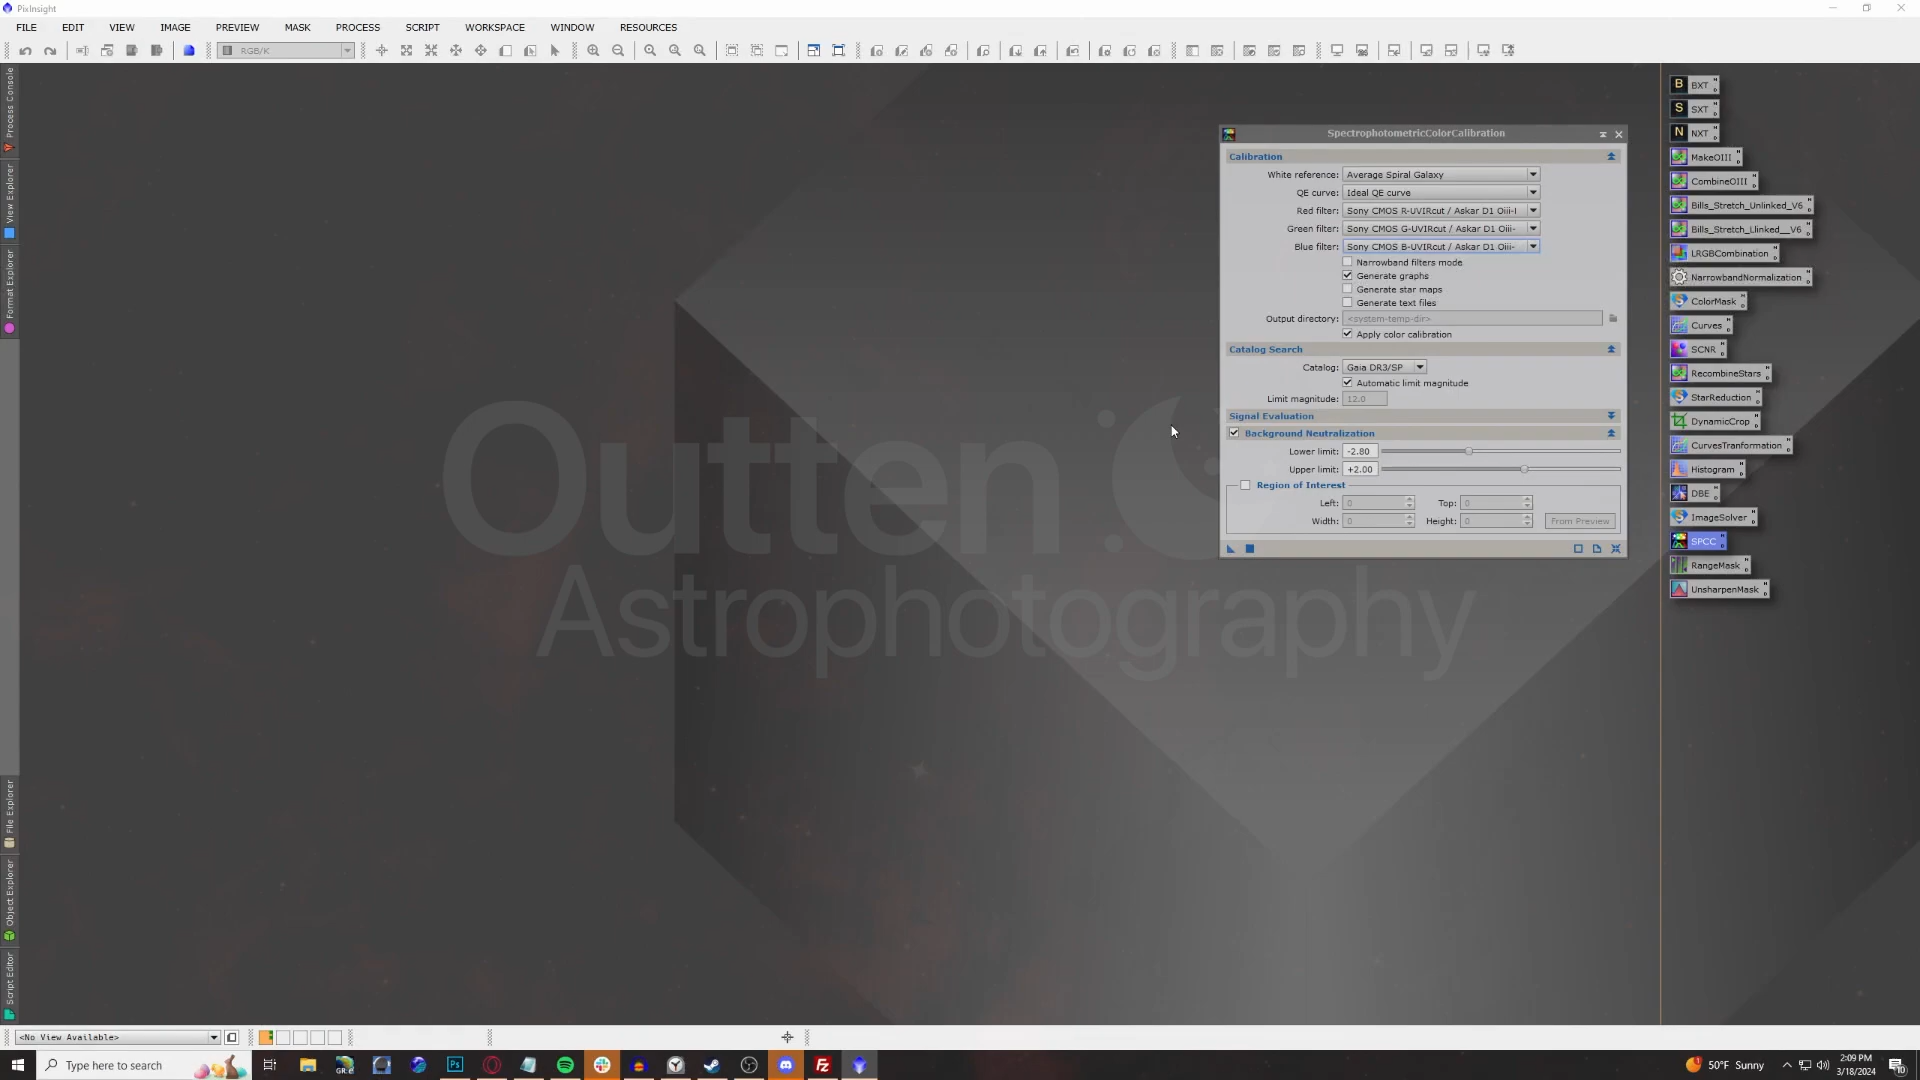 PixInsight
FILE EDIT VIEW IMAGE PREVIEW MASK PROCESS SCRIPT WORKSPACE WINDOW RESOURCES
RGB/K
Process Console
View Explorer
Format Explorer
File Explorer
Object Explorer
Script Editor
Outten
Astrophotography
SpectrophotometricColorCalibration
Calibration
White reference: Average Spiral Galaxy
QE curve: Ideal QE curve
Red filter: Sony CMOS R-UVIRcut / Askar D1 Oiii-I
Green filter: Sony CMOS G-UVIRcut / Askar D1 Oiii-
Blue filter: Sony CMOS B-UVIRcut / Askar D1 Oiii-
Narrowband filters mode
Generate graphs
Generate star maps
Generate text files
Output directory: <system-temp-dir>
Apply color calibration
Catalog Search
Catalog: Gaia DR3/SP
Automatic limit magnitude
Limit magnitude: 12.0
Signal Evaluation
Background Neutralization
Lower limit: -2.80
Upper limit: +2.00
Region of Interest
Left: 0 Top: 0
Width: 0 Height: 0 From Preview
B BXT
S SXT
N NXT
MakeOIII
CombineOIII
Bills_Stretch_Unlinked_V6
Bills_Stretch_Llinked__V6
LRGBCombination
NarrowbandNormalization
ColorMask
Curves
SCNR
RecombineStars
StarReduction
DynamicCrop
CurvesTranformation
Histogram
DBE
ImageSolver
SPCC
RangeMask
UnsharpenMask
<No View Available>
Type here to search
50°F Sunny
2:09 PM
3/18/2024